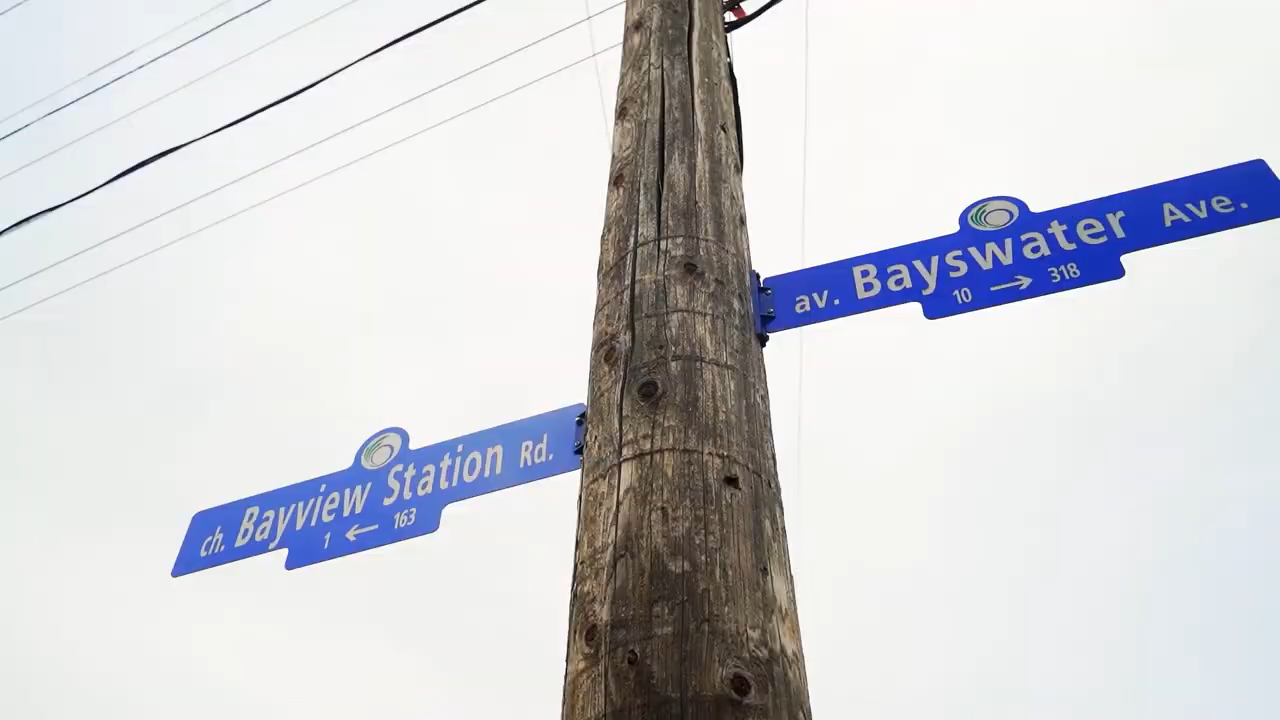 av. Bayswater Ave.
10 → 318
ch. Bayview Station Rd.
1 ← 163